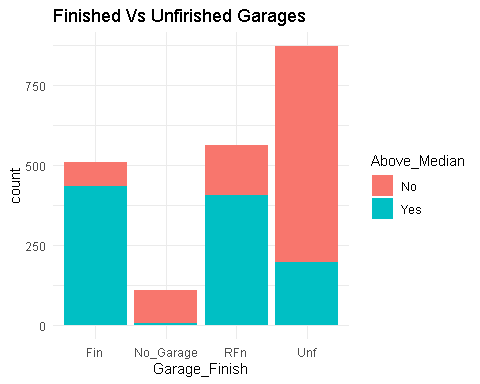 Finished Vs Unfirished Garages
750
500
250
0
count
Fin
No_Garage
RFn
Unf
Garage_Finish
Above_Median
No
Yes